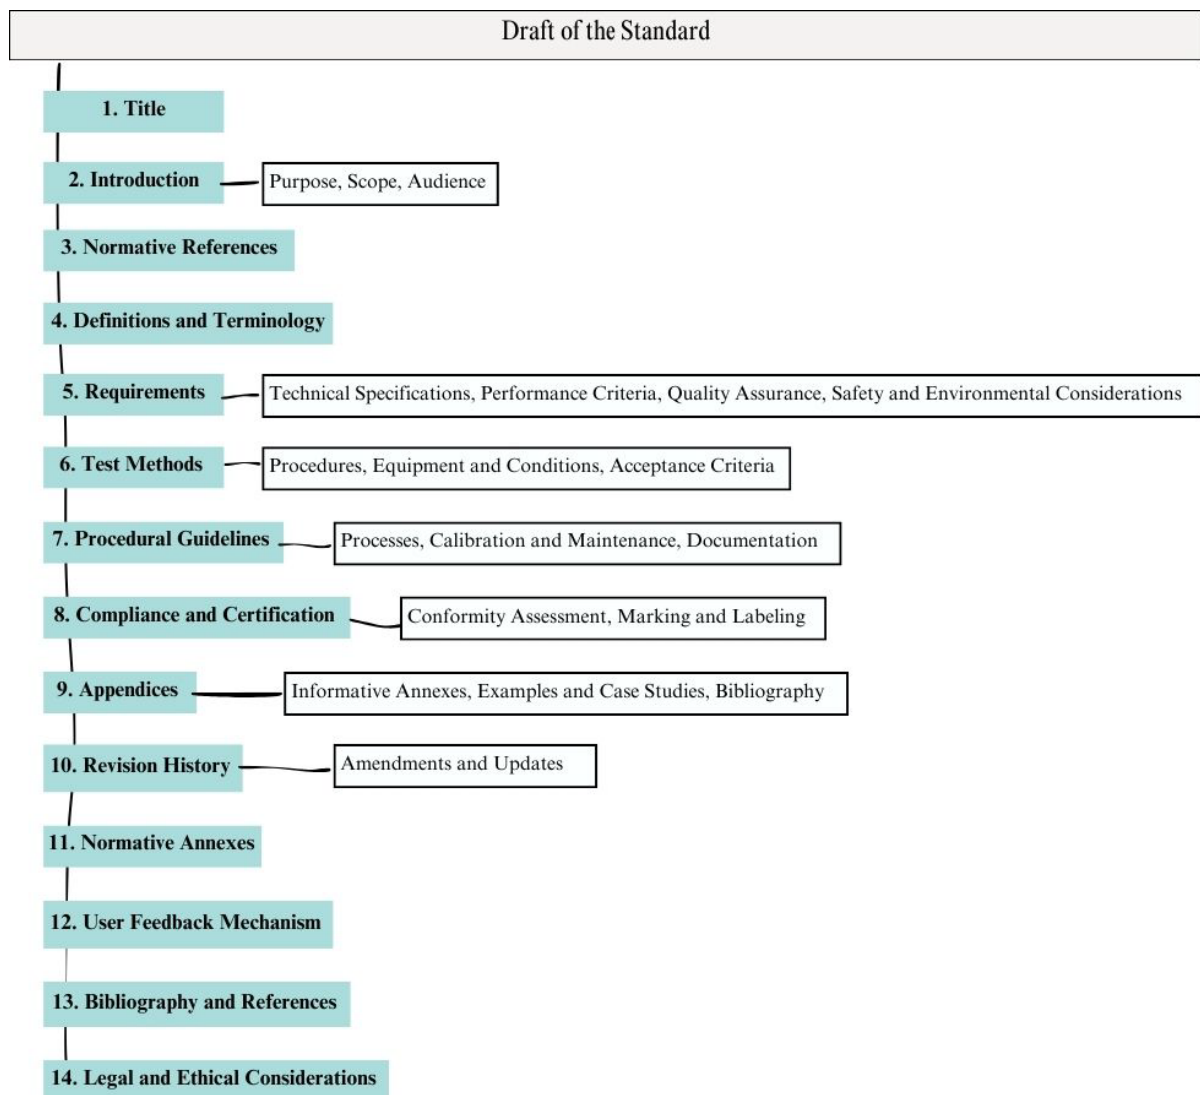 Draft of the Standard
1. Title
2. Introduction
Purpose, Scope, Audience
3. Normative References
4. Definitions and Terminology
5. Requirements
Technical Specifications, Performance Criteria, Quality Assurance, Safety and Environmental Considerations
6. Test Methods
Procedures, Equipment and Conditions, Acceptance Criteria
7. Procedural Guidelines
Processes, Calibration and Maintenance, Documentation
8. Compliance and Certification
Conformity Assessment, Marking and Labeling
9. Appendices
Informative Annexes, Examples and Case Studies, Bibliography
10. Revision History
Amendments and Updates
11. Normative Annexes
12. User Feedback Mechanism
13. Bibliography and References
14. Legal and Ethical Considerations